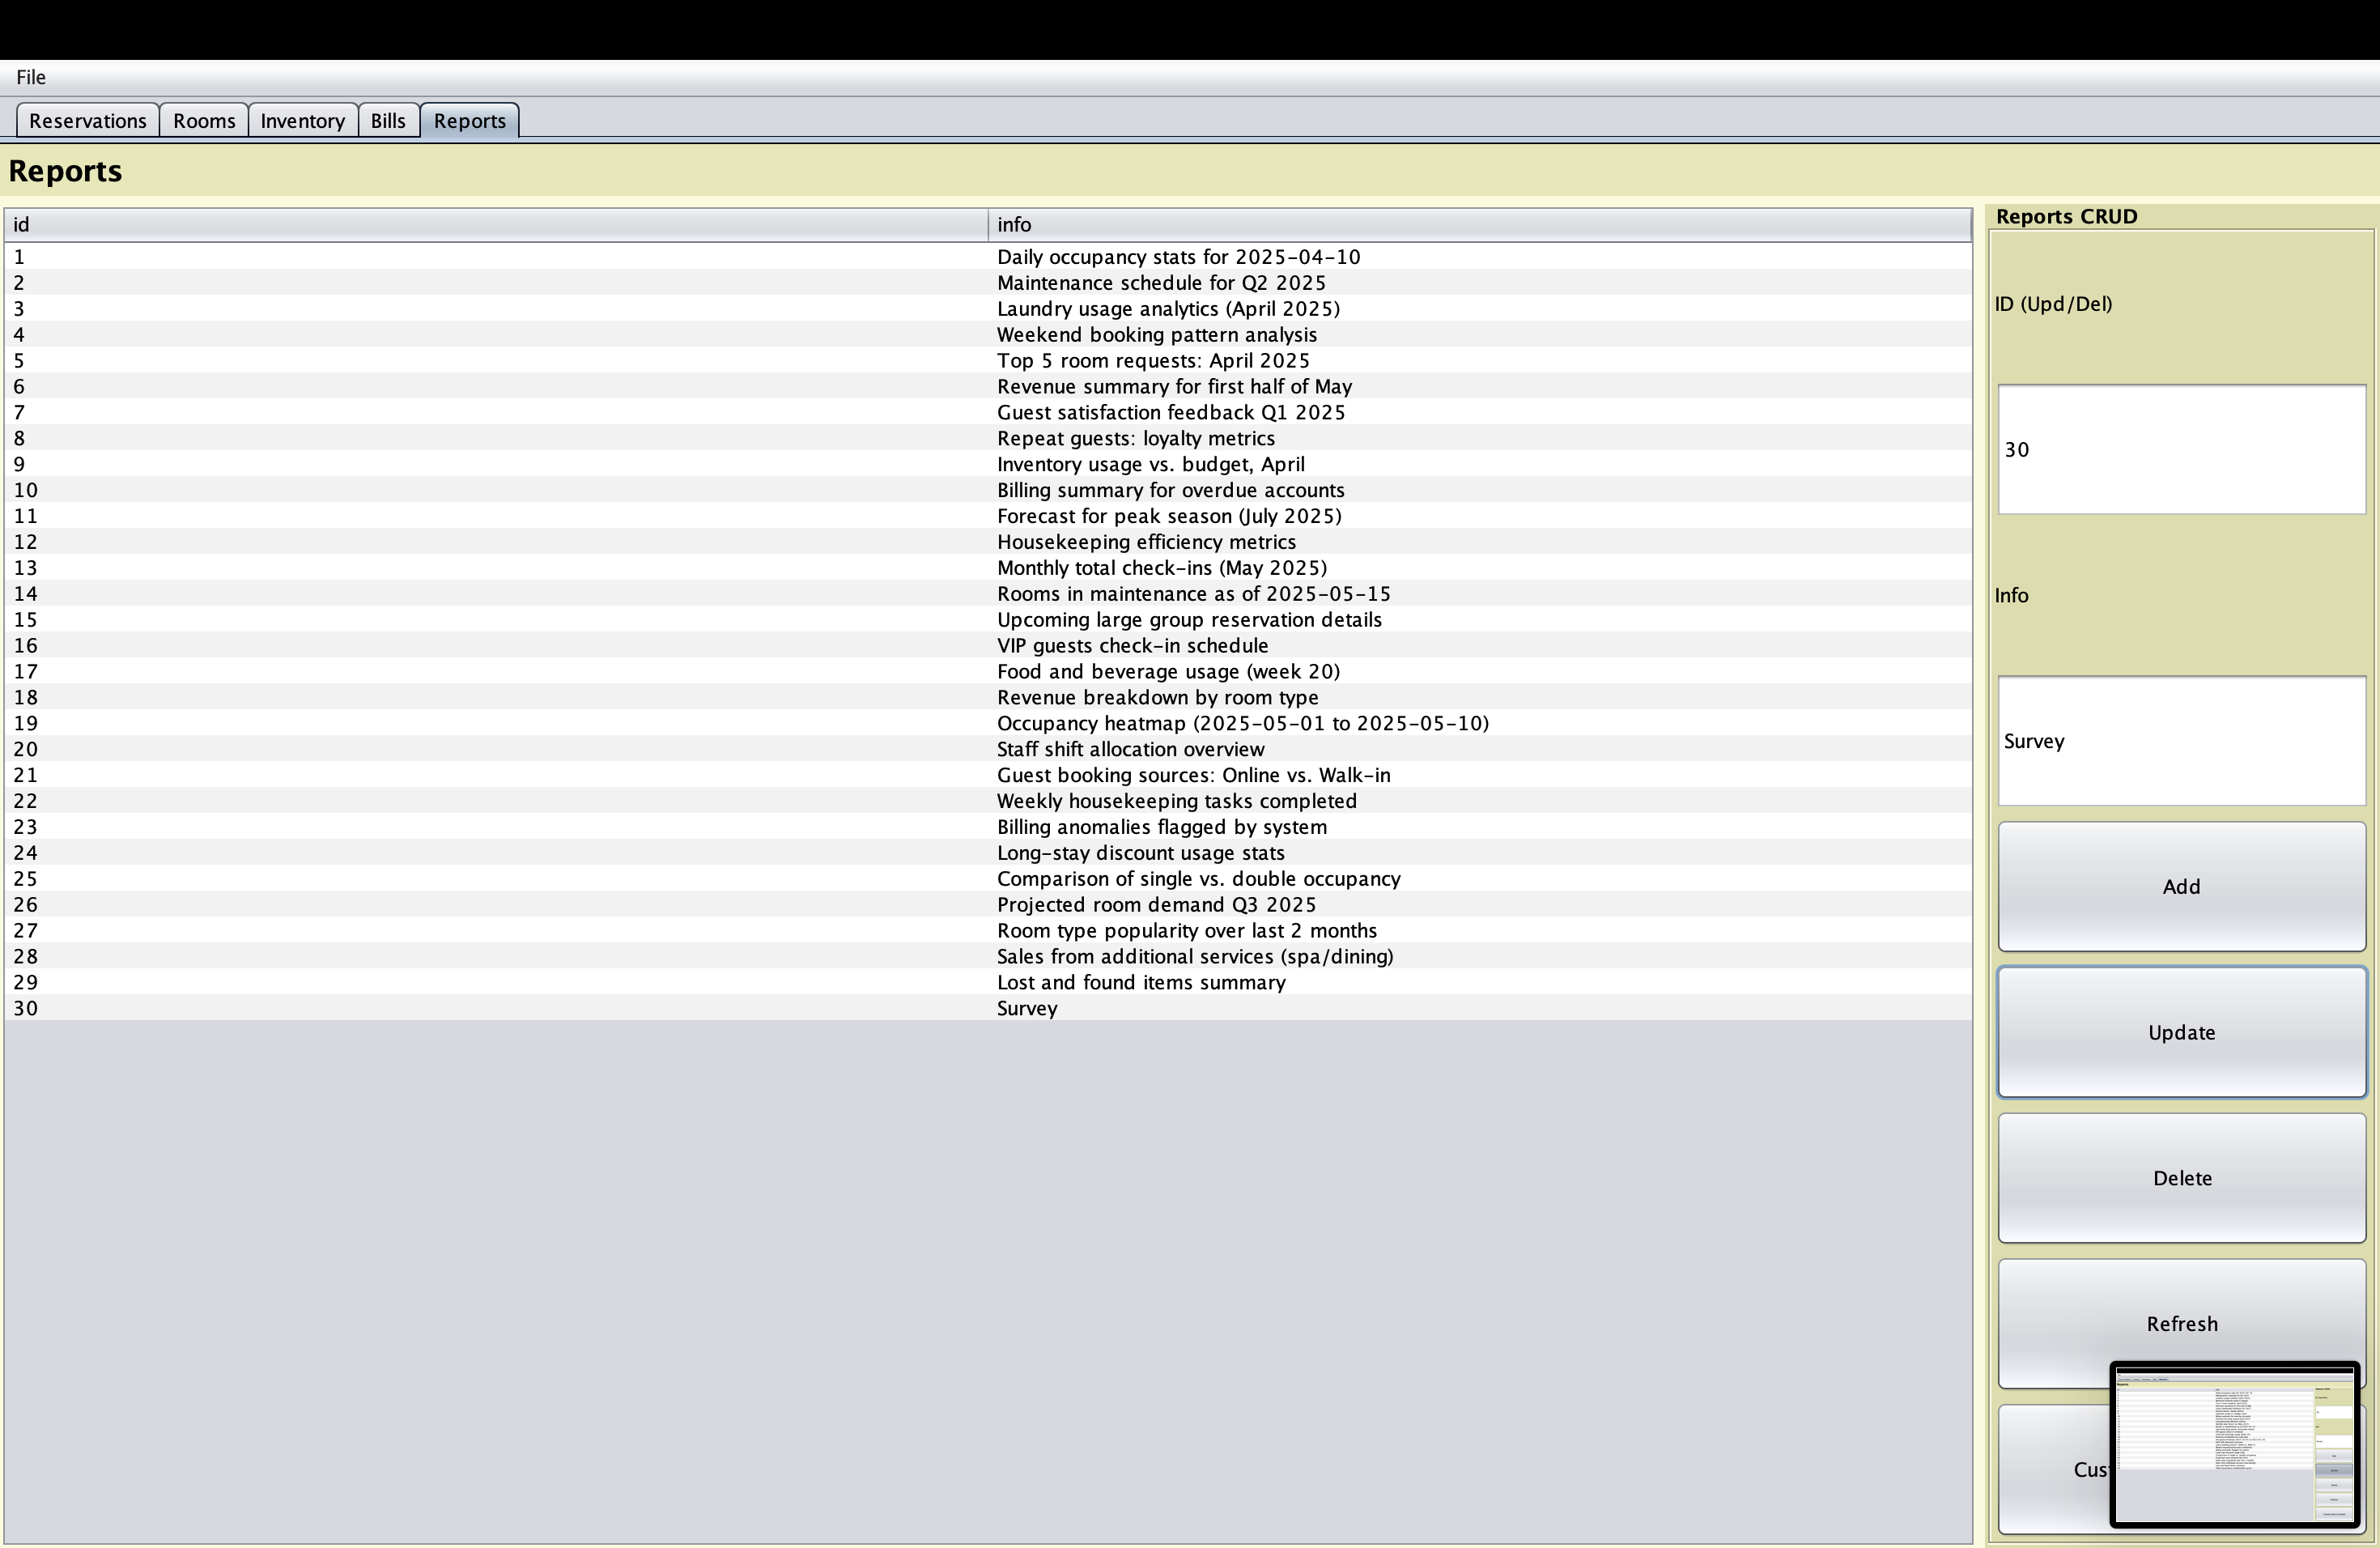 File
Reservations Rooms Inventory Bills Reports
Reports
id info
1 Daily occupancy stats for 2025-04-10
2 Maintenance schedule for Q2 2025
3 Laundry usage analytics (April 2025)
4 Weekend booking pattern analysis
5 Top 5 room requests: April 2025
6 Revenue summary for first half of May
7 Guest satisfaction feedback Q1 2025
8 Repeat guests: loyalty metrics
9 Inventory usage vs. budget, April
10 Billing summary for overdue accounts
11 Forecast for peak season (July 2025)
12 Housekeeping efficiency metrics
13 Monthly total check-ins (May 2025)
14 Rooms in maintenance as of 2025-05-15
15 Upcoming large group reservation details
16 VIP guests check-in schedule
17 Food and beverage usage (week 20)
18 Revenue breakdown by room type
19 Occupancy heatmap (2025-05-01 to 2025-05-10)
20 Staff shift allocation overview
21 Guest booking sources: Online vs. Walk-in
22 Weekly housekeeping tasks completed
23 Billing anomalies flagged by system
24 Long-stay discount usage stats
25 Comparison of single vs. double occupancy
26 Projected room demand Q3 2025
27 Room type popularity over last 2 months
28 Sales from additional services (spa/dining)
29 Lost and found items summary
30 Survey
Reports CRUD
ID (Upd/Del)
30
Info
Survey
Add
Update
Delete
Refresh